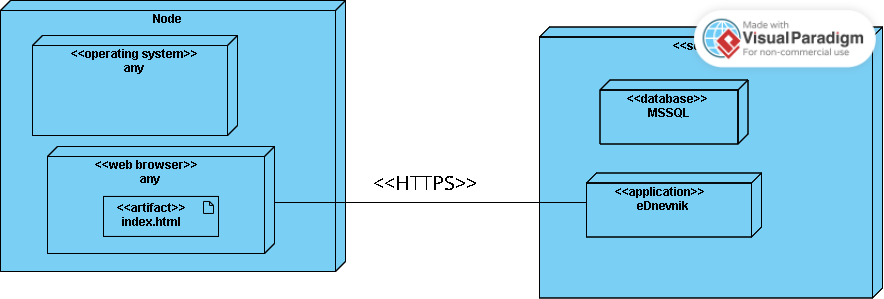 Node
<<operating system>>
any
<<web browser>>
any
<<artifact>>
index.html
<<HTTPS>>
Made with
Visual Paradigm
For non-commercial use
<<database>>
MSSQL
<<application>>
eDnevnik